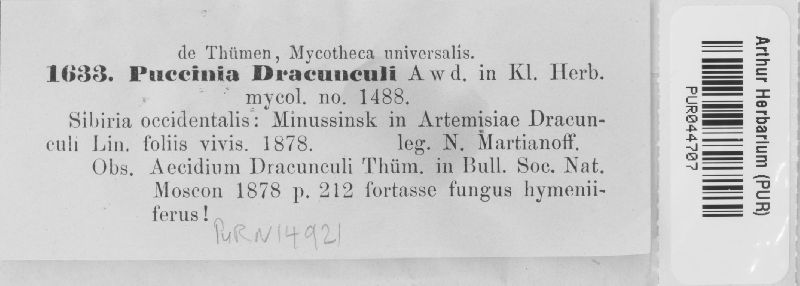 de Thümen, Mycotheca universalis.
1633. Puccinia Dracunculi Awd. in Kl. Herb.
mycol. no. 1488.
Sibiria occidentalis: Minussinsk in Artemisiae Dracun-
culi Lin. foliis vivis. 1878. leg. N. Martianoff.
Obs. Aecidium Dracunculi Thüm. in Bull. Soc. Nat.
Moscon 1878 p. 212 fortasse fungus hymenii-
ferus!
PURN14921
Arthur Herbarium (PUR)
PUR044707